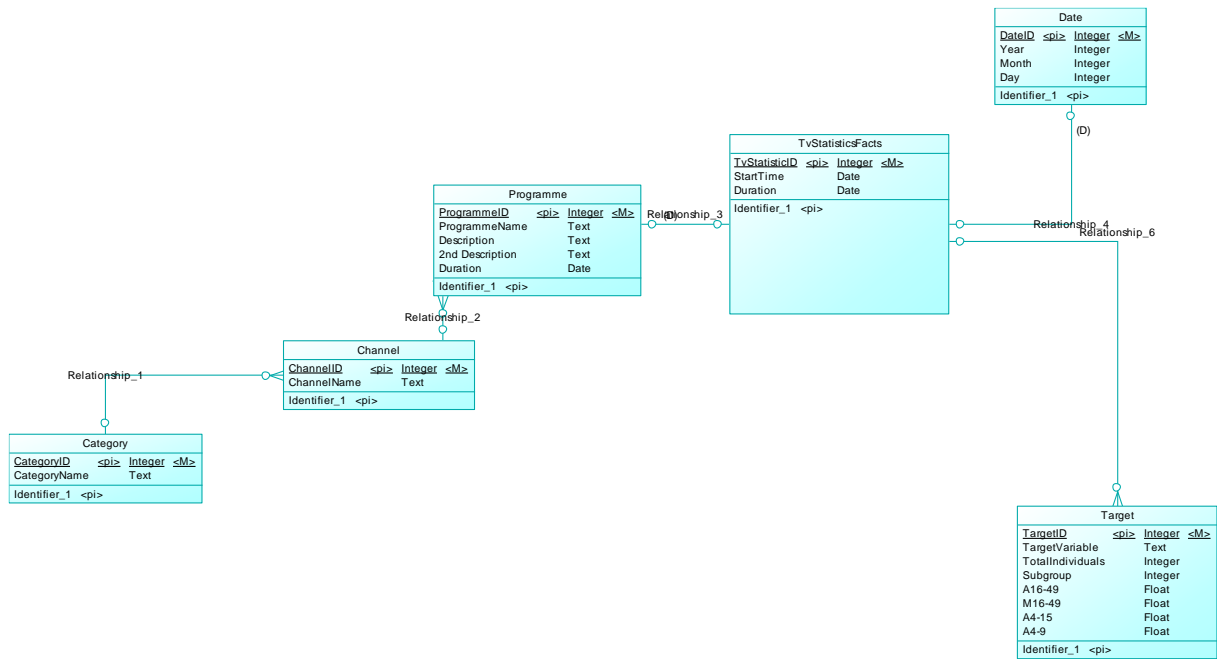 Date
DateID <pi> Integer <M>
Year Integer
Month Integer
Day Integer
Identifier_1 <pi>
(D)
TvStatisticsFacts
TvStatisticID <pi> Integer <M>
StartTime Date
Duration Date
Identifier_1 <pi>
Relationship_4
Relationship_6
Relationship_3
(D)
Programme
ProgrammeID <pi> Integer <M>
ProgrammeName Text
Description Text
2nd Description Text
Duration Date
Identifier_1 <pi>
Relationship_2
Channel
ChannelID <pi> Integer <M>
ChannelName Text
Identifier_1 <pi>
Relationship_1
Category
CategoryID <pi> Integer <M>
CategoryName Text
Identifier_1 <pi>
Target
TargetID <pi> Integer <M>
TargetVariable Text
TotalIndividuals Integer
Subgroup Integer
A16-49 Float
M16-49 Float
A4-15 Float
A4-9 Float
Identifier_1 <pi>